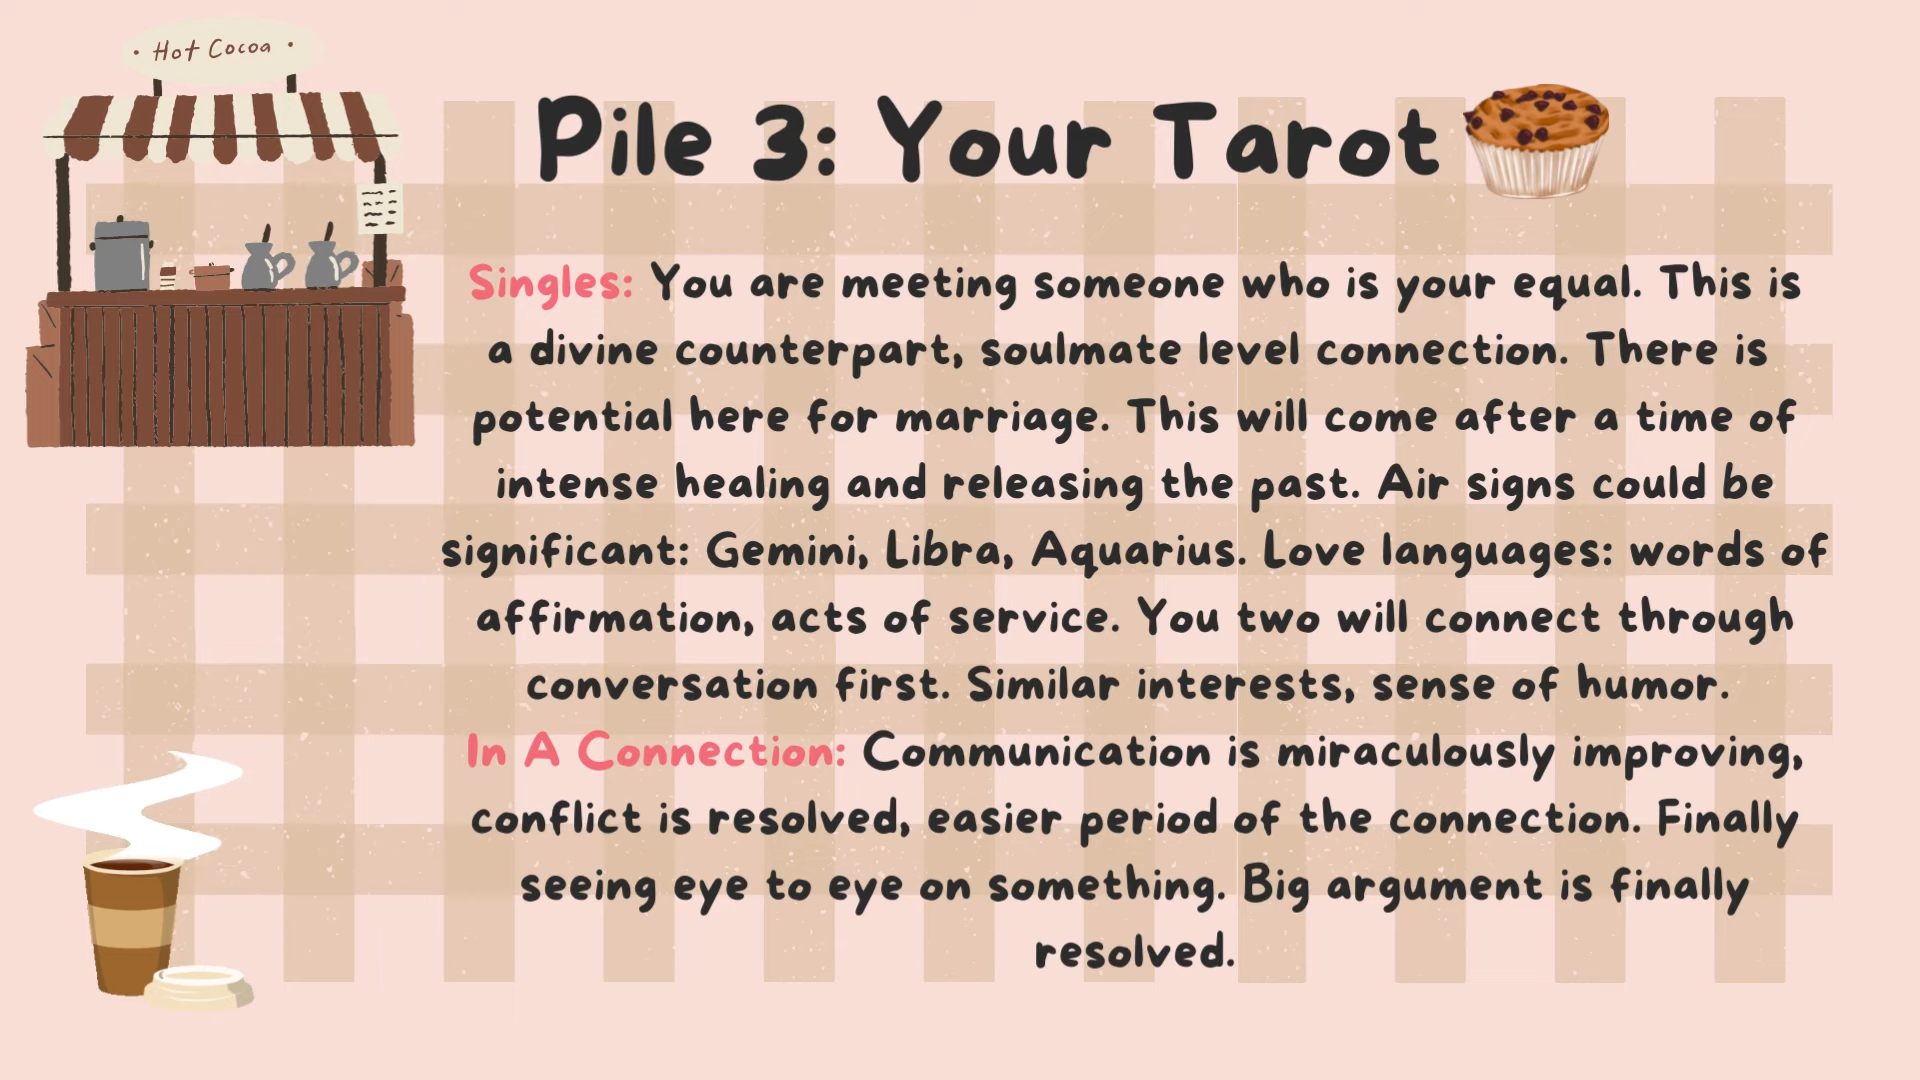 • Hot Cocoa •
Pile 3: Your Tarot
Singles: You are meeting someone who is your equal. This is
a divine counterpart, soulmate level connection. There is
potential here for marriage. This will come after a time of
intense healing and releasing the past. Air signs could be
significant: Gemini, Libra, Aquarius. Love languages: words of
affirmation, acts of service. You two will connect through
conversation first. Similar interests, sense of humor.
In A Connection: Communication is miraculously improving,
conflict is resolved, easier period of the connection. Finally
seeing eye to eye on something. Big argument is finally
resolved.